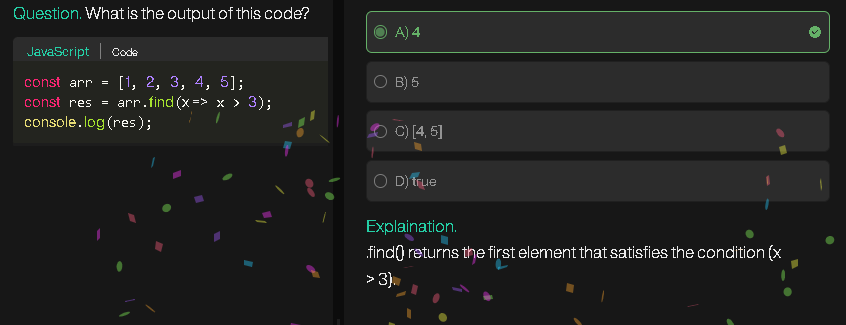 Question. What is the output of this code?
JavaScript | Code
const arr = [1, 2, 3, 4, 5];
const res = arr.find(x=> x > 3);
console.log(res);
A) 4
B) 5
C) [4, 5]
D) true
Explaination.
.find() returns the first element that satisfies the condition (x
> 3).